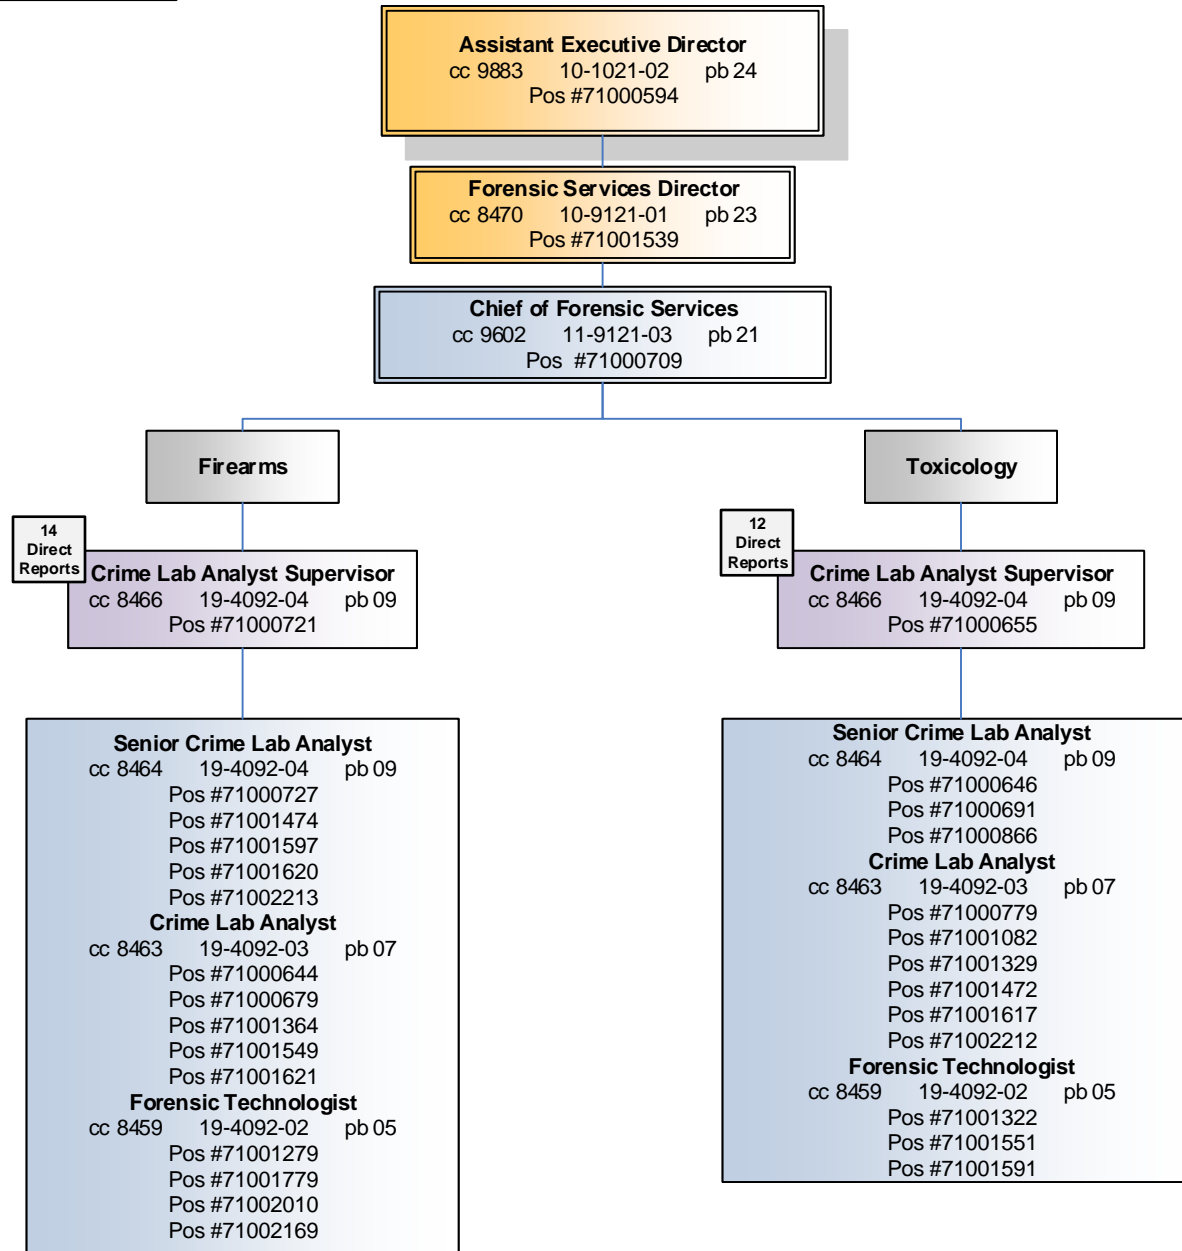 Assistant Executive Director
cc 9883 10-1021-02 pb 24
Pos #71000594
Forensic Services Director
cc 8470 10-9121-01 pb 23
Pos #71001539
Chief of Forensic Services
cc 9602 11-9121-03 pb 21
Pos #71000709
Firearms
14
Direct
Reports
Crime Lab Analyst Supervisor
cc 8466 19-4092-04 pb 09
Pos #71000721
Senior Crime Lab Analyst
cc 8464 19-4092-04 pb 09
Pos #71000727
Pos #71001474
Pos #71001597
Pos #71001620
Pos #71002213
Crime Lab Analyst
cc 8463 19-4092-03 pb 07
Pos #71000644
Pos #71000679
Pos #71001364
Pos #71001549
Pos #71001621
Forensic Technologist
cc 8459 19-4092-02 pb 05
Pos #71001279
Pos #71001779
Pos #71002010
Pos #71002169
Toxicology
12
Direct
Reports
Crime Lab Analyst Supervisor
cc 8466 19-4092-04 pb 09
Pos #71000655
Senior Crime Lab Analyst
cc 8464 19-4092-04 pb 09
Pos #71000646
Pos #71000691
Pos #71000866
Crime Lab Analyst
cc 8463 19-4092-03 pb 07
Pos #71000779
Pos #71001082
Pos #71001329
Pos #71001472
Pos #71001617
Pos #71002212
Forensic Technologist
cc 8459 19-4092-02 pb 05
Pos #71001322
Pos #71001551
Pos #71001591